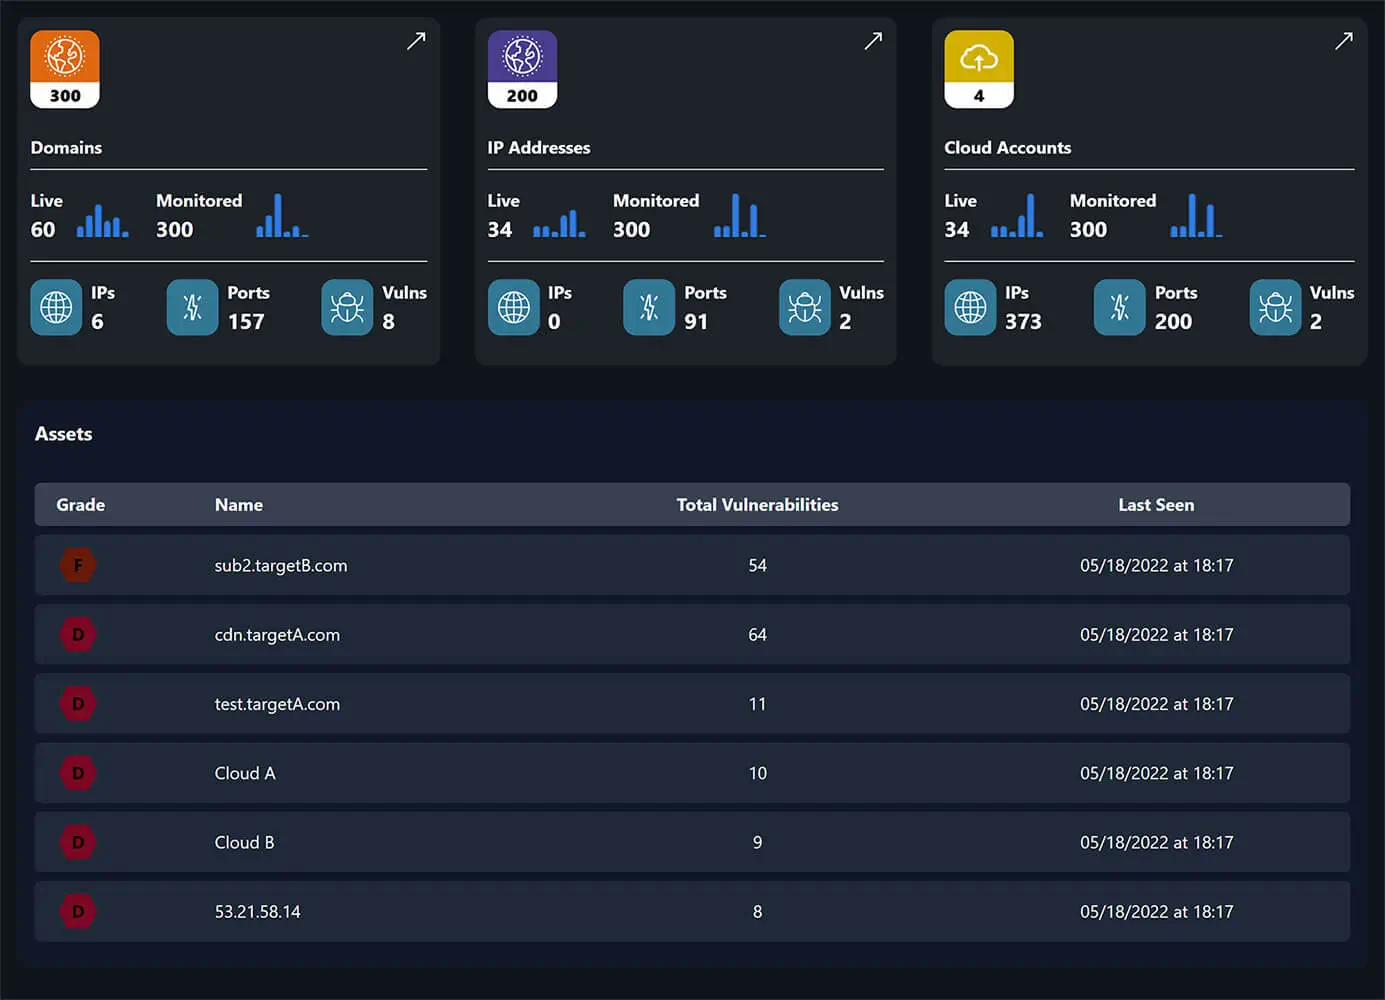 300
Domains
Live
60
Monitored
300
IPs
6
Ports
157
Vulns
8
200
IP Addresses
Live
34
Monitored
300
IPs
0
Ports
91
Vulns
2
4
Cloud Accounts
Live
34
Monitored
300
IPs
373
Ports
200
Vulns
2
Assets
Grade Name Total Vulnerabilities Last Seen
F sub2.targetB.com 54 05/18/2022 at 18:17
D cdn.targetA.com 64 05/18/2022 at 18:17
D test.targetA.com 11 05/18/2022 at 18:17
D Cloud A 10 05/18/2022 at 18:17
D Cloud B 9 05/18/2022 at 18:17
D 53.21.58.14 8 05/18/2022 at 18:17